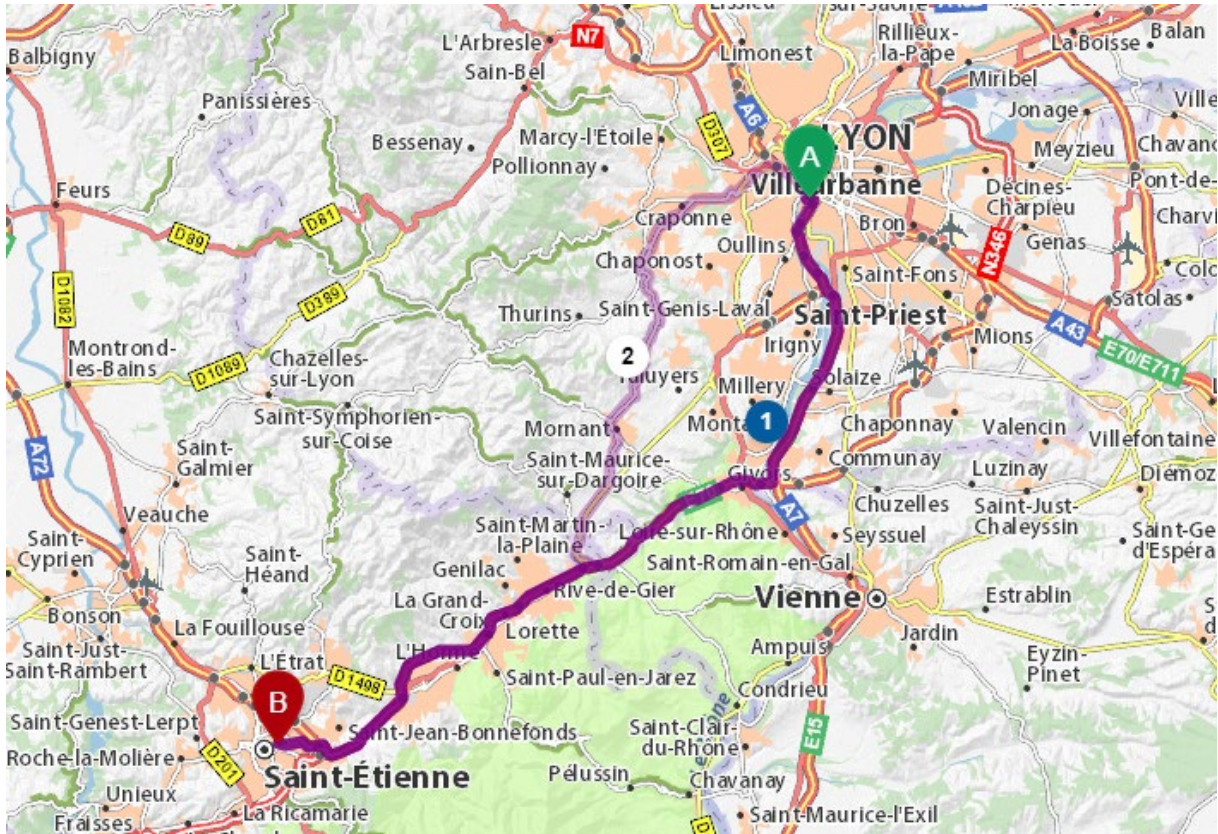 Balbigny
L'Arbresle
N7
Limonest
Rillieux-
la-Pape
La Boisse
Balan
Sain-Bel
Miribel
Panissières
A6
Jonage
Bessenay
Marcy-l'Étoile
D307
LYON
A
Meyzieu
Pollionnay
Villeurbanne
Décines-
Charpieu
Feurs
Craponne
D81
D89
Bron
Oullins
Genas
N346
Chaponost
Saint-Fons
D1082
D389
Saint-Genis-Laval
Satolas
Thurins
Saint-Priest
A43
Mions
Irigny
E70/E711
Montrond-
les-Bains
D1089
Chazelles-
sur-Lyon
2
Solaize
Millery
Saint-Symphorien-
sur-Coise
1
Chaponnay
Valencin
Mornant
Villefontaine
A72
Saint-
Galmier
Communay
Saint-Maurice-
sur-Dargoire
Givors
Luzinay
Diémoz
Chuzelles
Saint-Just-
Chaleyssin
Veauche
A7
Saint-Martin-
la-Plaine
Loire-sur-Rhône
Seyssuel
Saint-
Cyprien
Saint-
Héand
Saint-Romain-en-Gal
Genilac
Rive-de-Gier
Vienne
La Grand-
Croix
Estrablin
Bonson
La Fouillouse
Lorette
Jardin
Saint-Just-
Saint-Rambert
L'Étrat
L'Horme
Ampuis
Eyzin-
Pinet
D1498
Saint-Paul-en-Jarez
Condrieu
B
Saint-Genest-Lerpt
Saint-Jean-Bonnefonds
Saint-Clair-
du-Rhône
E15
Roche-la-Molière
D201
Saint-Étienne
Pélussin
Chavanay
Unieux
La Ricamarie
Saint-Maurice-l'Exil
Fraisses